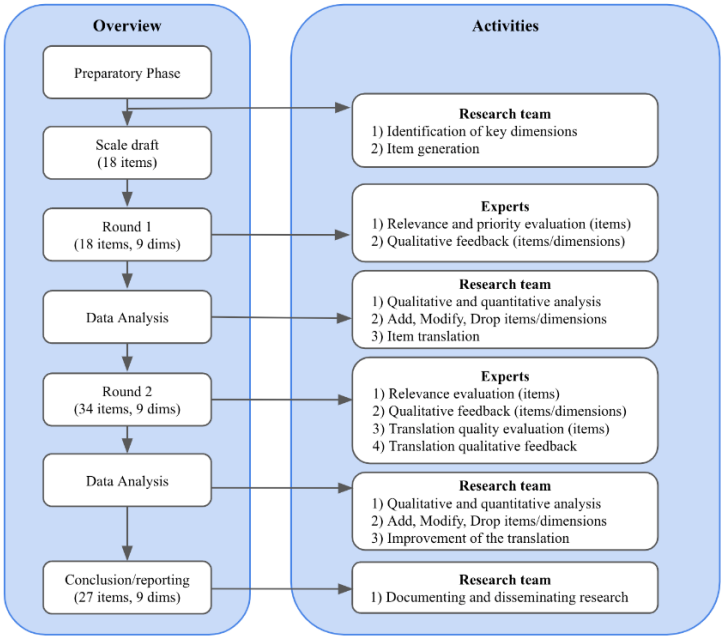 Overview
Preparatory Phase
Scale draft
(18 items)
Round 1
(18 items, 9 dims)
Data Analysis
Round 2
(34 items, 9 dims)
Data Analysis
Conclusion/reporting
(27 items, 9 dims)
Activities
Research team
1) Identification of key dimensions
2) Item generation
Experts
1) Relevance and priority evaluation (items)
2) Qualitative feedback (items/dimensions)
Research team
1) Qualitative and quantitative analysis
2) Add, Modify, Drop items/dimensions
3) Item translation
Experts
1) Relevance evaluation (items)
2) Qualitative feedback (items/dimensions)
3) Translation quality evaluation (items)
4) Translation qualitative feedback
Research team
1) Qualitative and quantitative analysis
2) Add, Modify, Drop items/dimensions
3) Improvement of the translation
Research team
1) Documenting and disseminating research